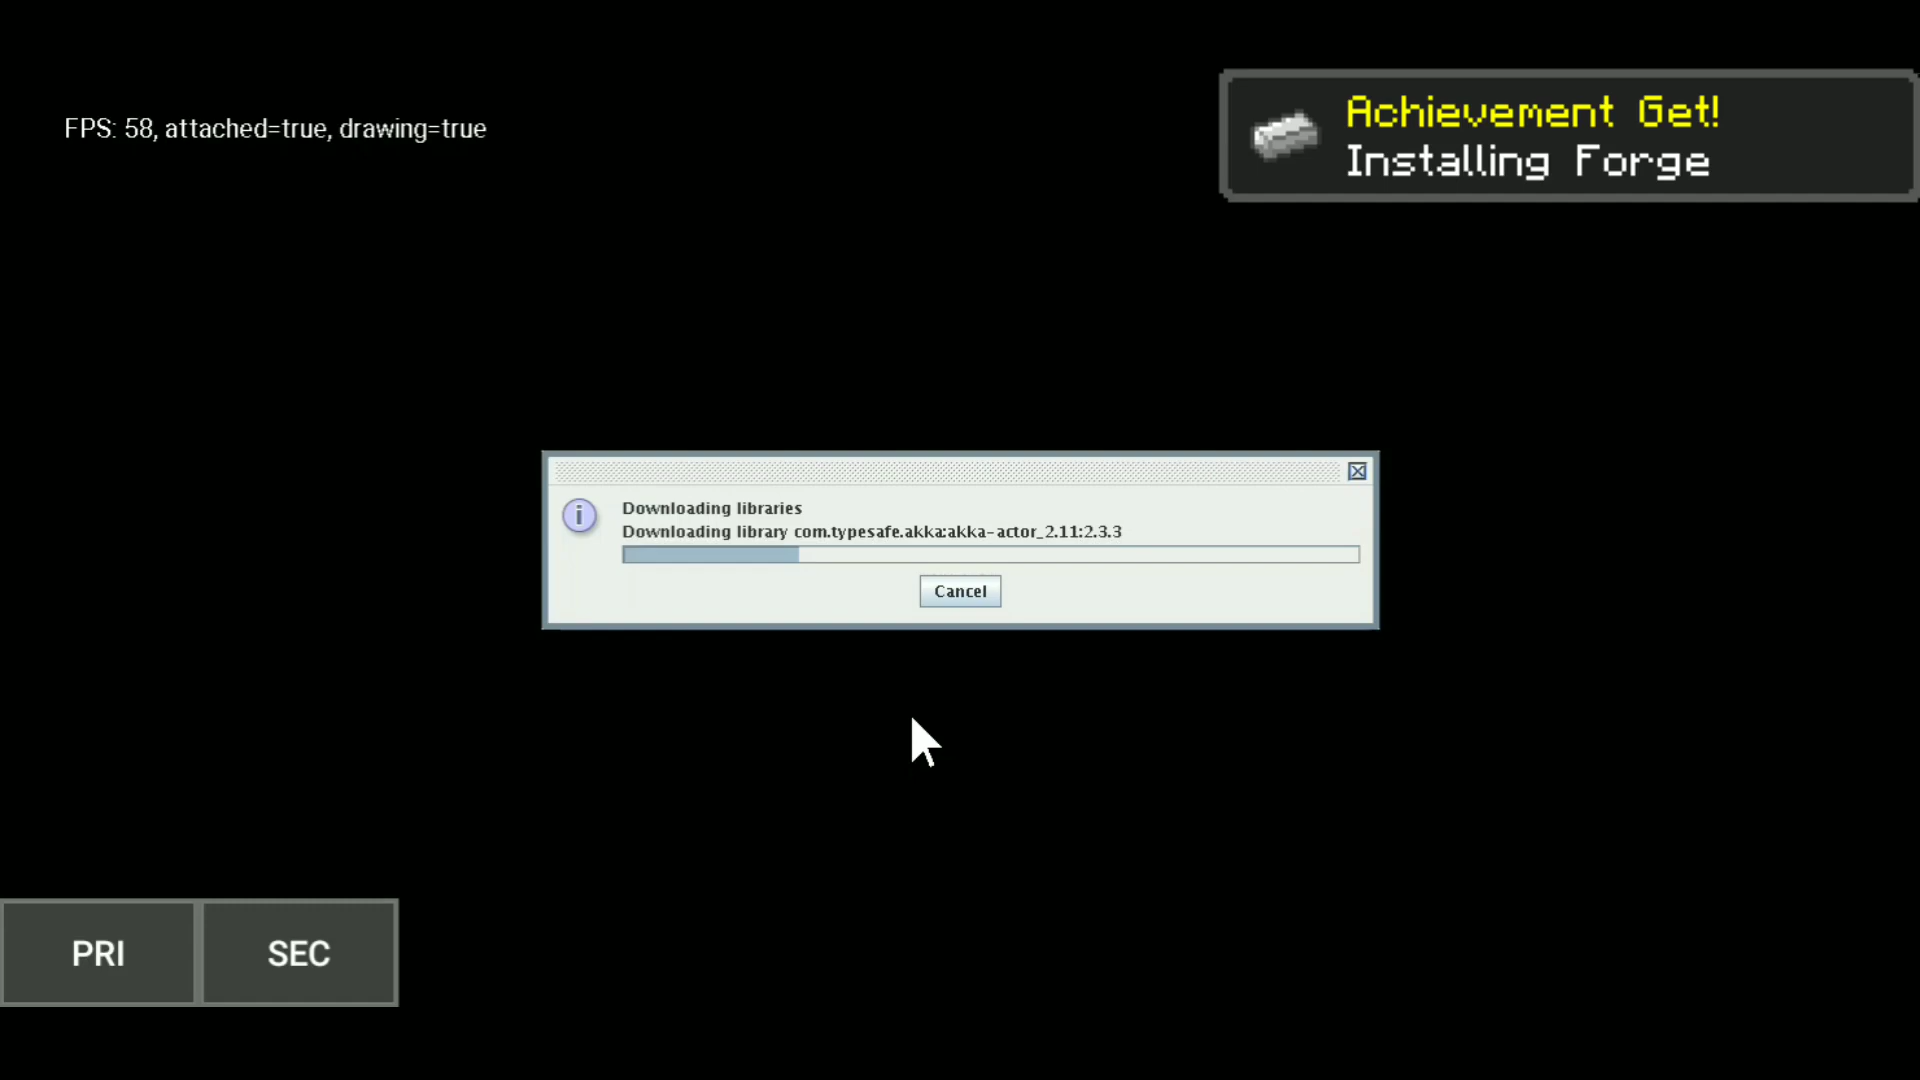 FPS: 58, attached=true, drawing=true
Achievement Get!
Installing Forge
Downloading libraries
Downloading library com.typesafe.akka:akka-actor_2.11:2.3.3
Cancel
PRI
SEC